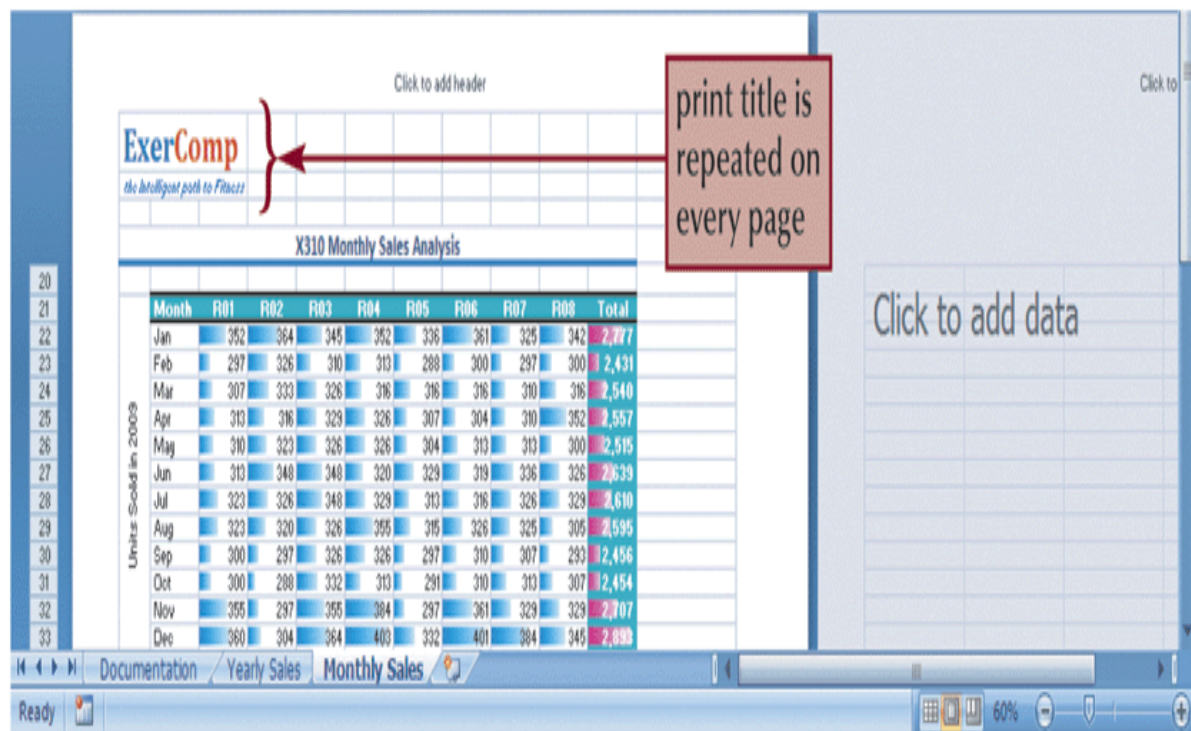 Click to add header
Click to
ExerComp
the Intelligent path to Fitness
print title is
repeated on
every page
X310 Monthly Sales Analysis
Click to add data
20
21 Month R01 R02 R03 R04 R05 R06 R07 R08 Total
22 Jan 352 364 345 352 336 361 325 342 2,777
23 Feb 297 326 310 313 288 300 297 300 2,431
24 Mar 307 333 326 316 316 316 310 316 2,540
25 Apr 313 316 329 326 307 304 310 352 2,557
26 May 310 323 326 326 304 313 313 300 2,515
27 Jun 313 348 348 320 329 319 336 326 2,639
28 Jul 323 326 348 329 313 316 326 329 2,610
29 Aug 323 320 326 355 315 326 325 305 2,595
30 Sep 300 297 326 326 297 310 307 293 2,456
31 Oct 300 288 332 313 291 310 313 307 2,454
32 Nov 355 297 355 384 297 361 329 329 2,707
33 Dec 360 304 364 403 332 401 384 345 2,893
Units Sold in 2009
Documentation Yearly Sales Monthly Sales
Ready 60%